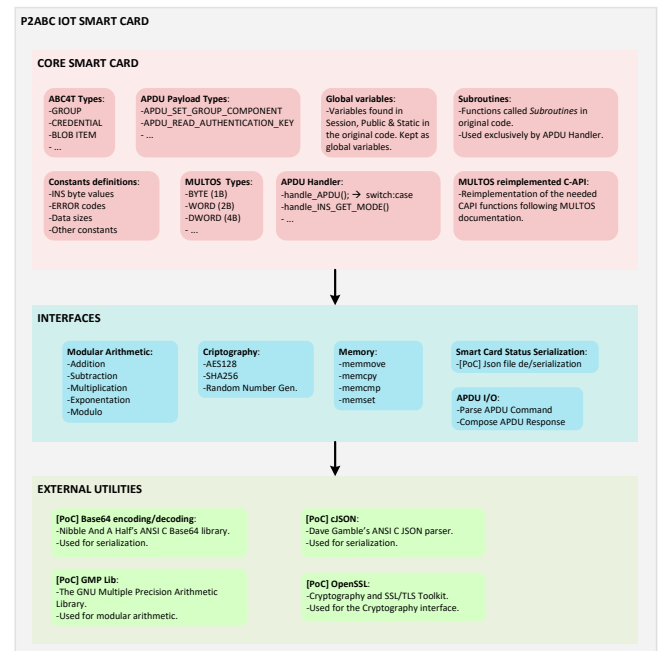 P2ABC IOT SMART CARD
CORE SMART CARD
ABC4T Types:
-GROUP
-CREDENTIAL
-BLOB ITEM
- ...
APDU Payload Types:
-APDU_SET_GROUP_COMPONENT
-APDU_READ_AUTHENTICATION_KEY
- ...
Global variables:
-Variables found in
Session, Public & Static in
the original code. Kept as
global variables.
Subroutines:
-Functions called Subroutines in
original code.
-Used exclusively by APDU Handler.
Constants definitions:
-INS byte values
-ERROR codes
-Data sizes
-Other constants
MULTOS Types:
-BYTE (1B)
-WORD (2B)
-DWORD (4B)
- ...
APDU Handler:
-handle_APDU(); → switch:case
-handle_INS_GET_MODE()
- ...
MULTOS reimplemented C-API:
-Reimplementation of the needed
CAPI functions following MULTOS
documentation.
INTERFACES
Modular Arithmetic:
-Addition
-Subtraction
-Multiplication
-Exponentation
-Modulo
Criptography:
-AES128
-SHA256
-Random Number Gen.
Memory:
-memmove
-memcpy
-memcmp
-memset
Smart Card Status Serialization:
-[PoC] Json file de/serialization
APDU I/O:
-Parse APDU Command
-Compose APDU Response
EXTERNAL UTILITIES
[PoC] Base64 encoding/decoding:
-Nibble And A Half's ANSI C Base64 library.
-Used for serialization.
[PoC] cJSON:
-Dave Gamble's ANSI C JSON parser.
-Used for serialization.
[PoC] GMP Lib:
-The GNU Multiple Precision Arithmetic
Library.
-Used for modular arithmetic.
[PoC] OpenSSL:
-Cryptography and SSL/TLS Toolkit.
-Used for the Cryptography interface.